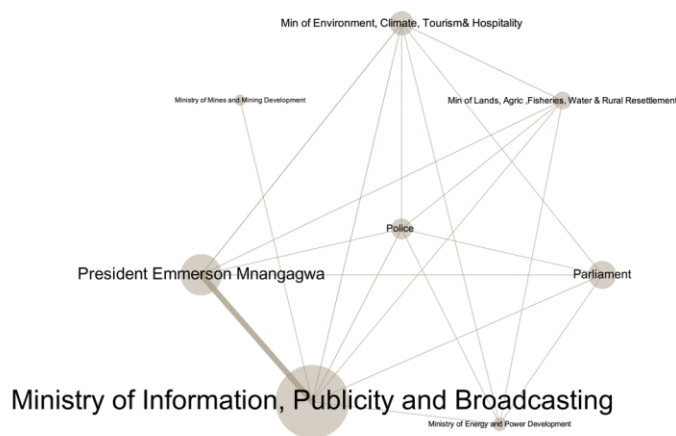 Min of Environment, Climate, Tourism& Hospitality
Ministry of Mines and Mining Development
Min of Lands, Agric ,Fisheries, Water & Rural Resettlement
Police
President Emmerson Mnangagwa
Parliament
Ministry of Information, Publicity and Broadcasting
Ministry of Energy and Power Development